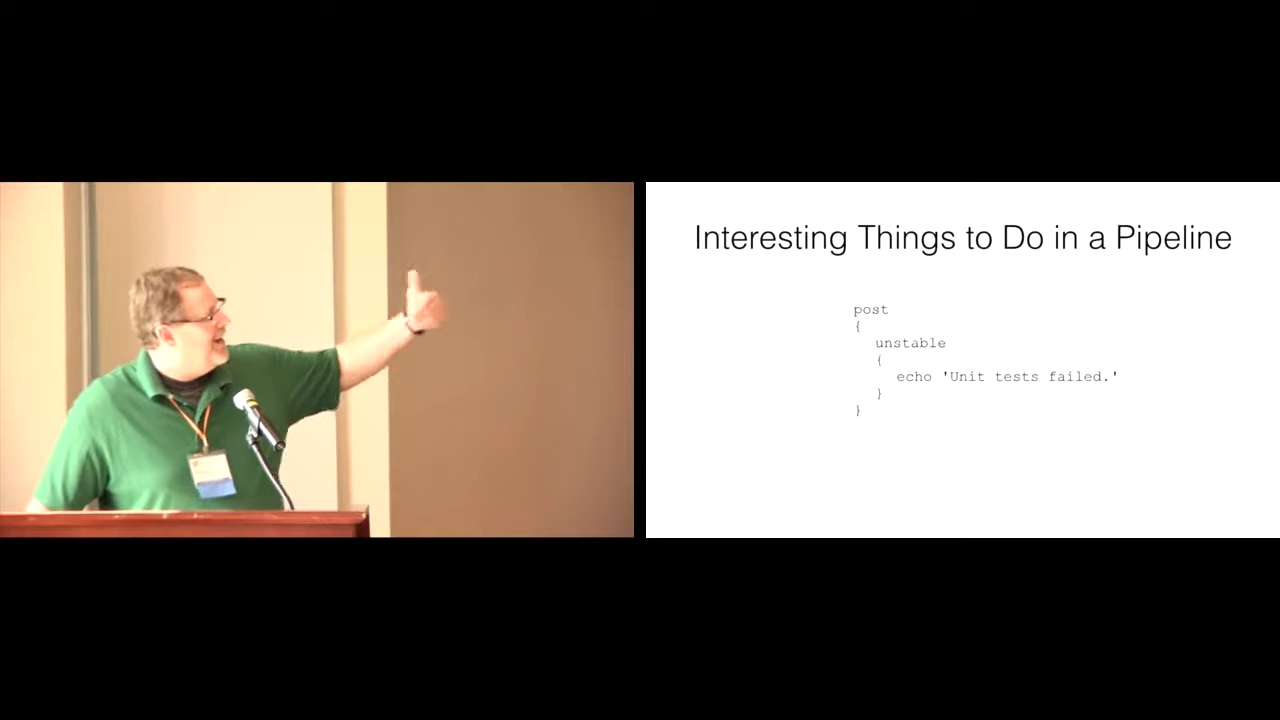 Interesting Things to Do in a Pipeline
post
{
unstable
{
echo 'Unit tests failed.'
}
}